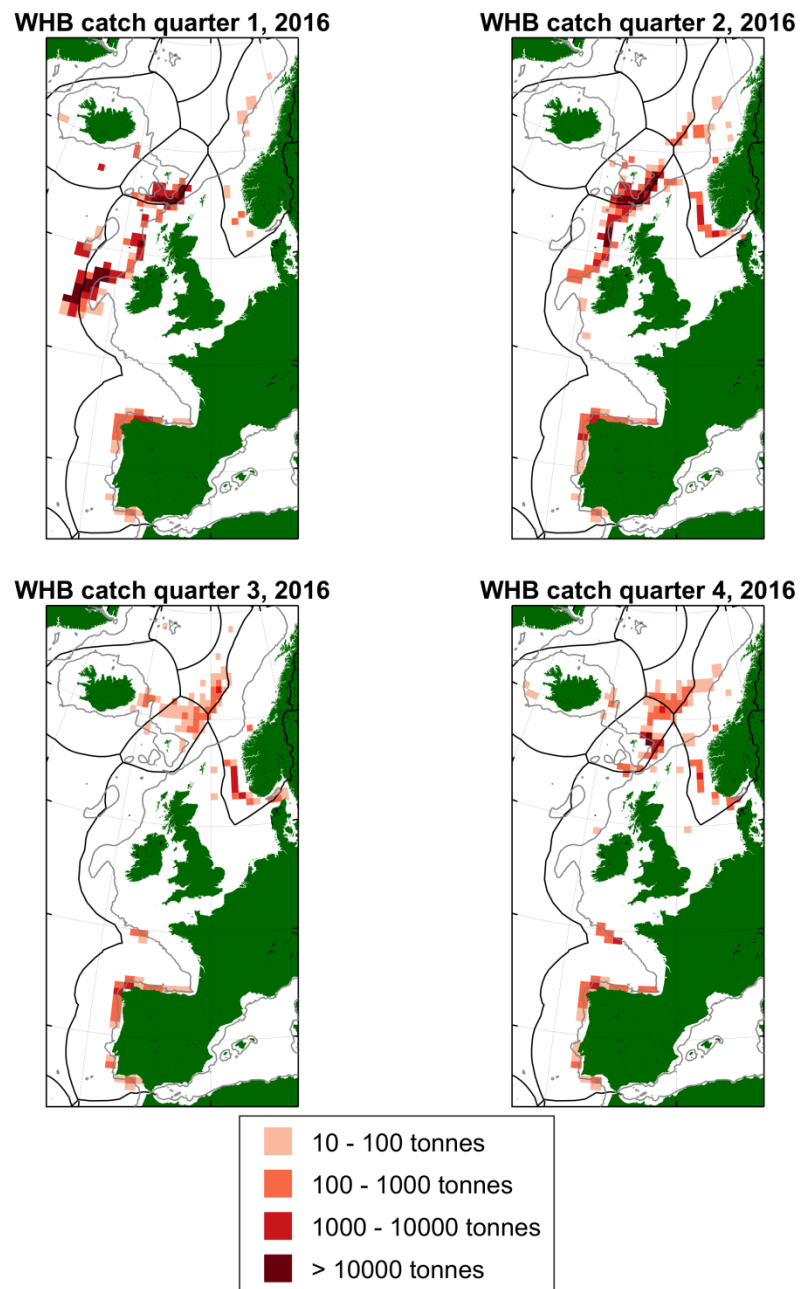 WHB catch quarter 1, 2016
WHB catch quarter 2, 2016
WHB catch quarter 3, 2016
WHB catch quarter 4, 2016
10 - 100 tonnes
100 - 1000 tonnes
1000 - 10000 tonnes
> 10000 tonnes